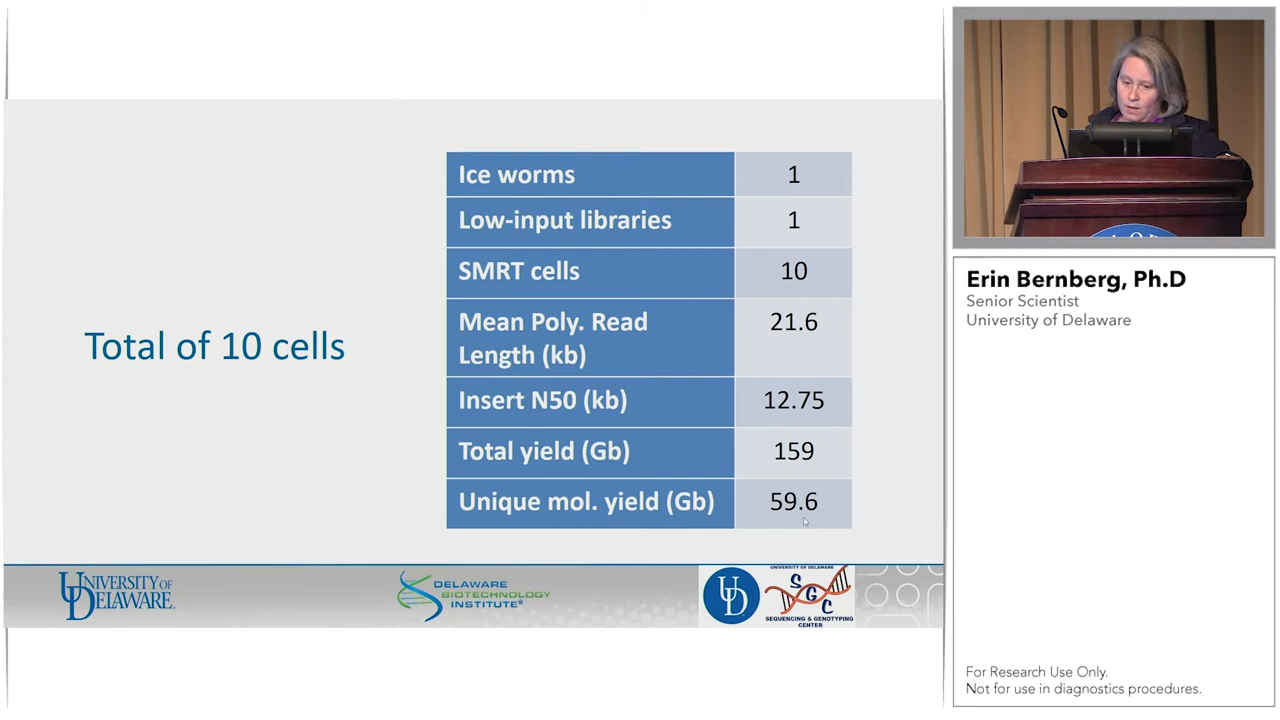 Total of 10 cells
Ice worms 1
Low-input libraries 1
SMRT cells 10
Mean Poly. Read 21.6
Length (kb)
Insert N50 (kb) 12.75
Total yield (Gb) 159
Unique mol. yield (Gb) 59.6
UNIVERSITY OF
DELAWARE
DELAWARE
BIOTECHNOLOGY
INSTITUTE®
UD
UNIVERSITY OF DELAWARE
S G C
SEQUENCING & GENOTYPING
CENTER
Erin Bernberg, Ph.D
Senior Scientist
University of Delaware
For Research Use Only.
Not for use in diagnostics procedures.